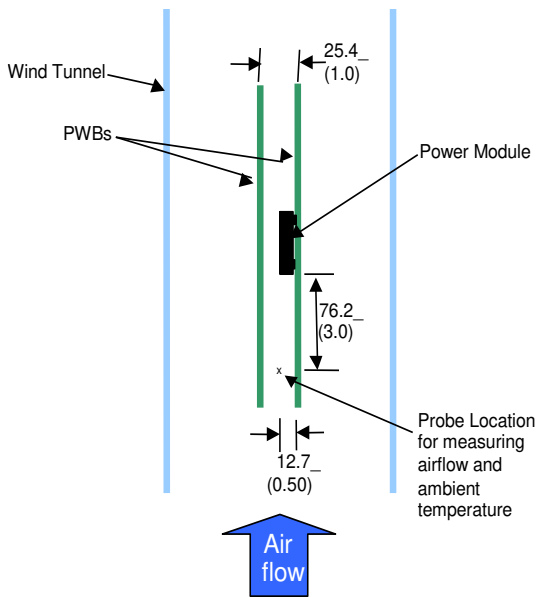 25.4_
(1.0)
Wind Tunnel
PWBs
Power Module
76.2_
(3.0)
x
Probe Location
for measuring
airflow and
ambient
temperature
12.7_
(0.50)
Air
flow